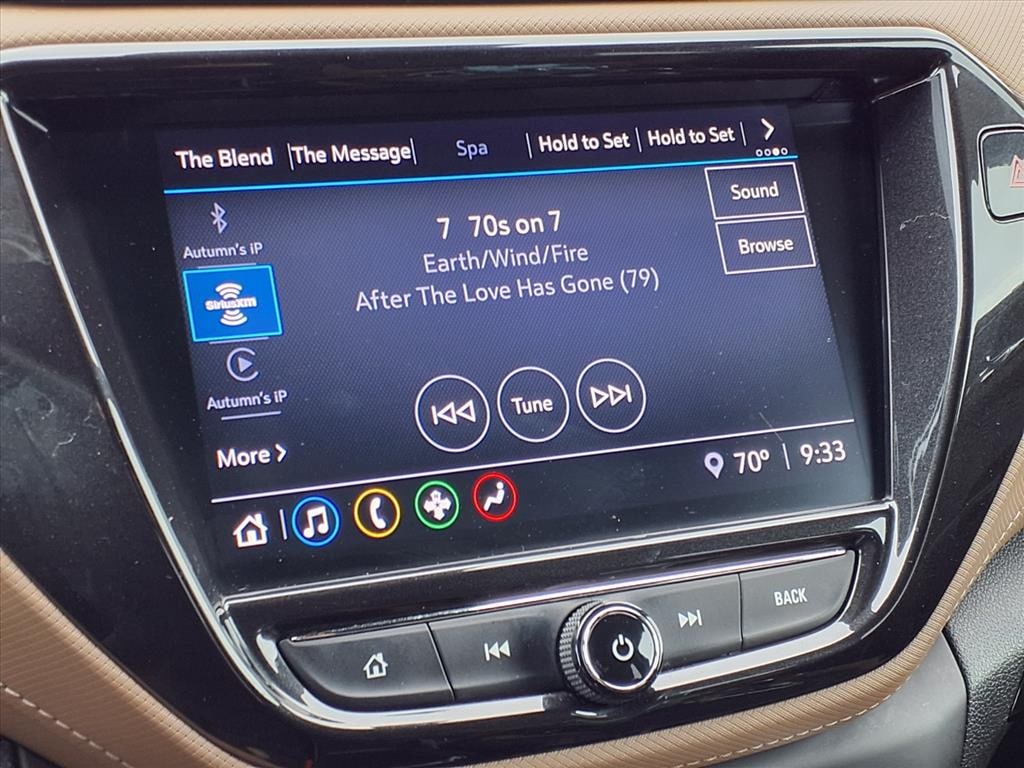 The Blend
The Message
Spa
Hold to Set
Hold to Set
Autumn's iP
SiriusXM
Autumn's iP
More
7 70s on 7
Earth/Wind/Fire
After The Love Has Gone (79)
Sound
Browse
Tune
70° 9:33
BACK